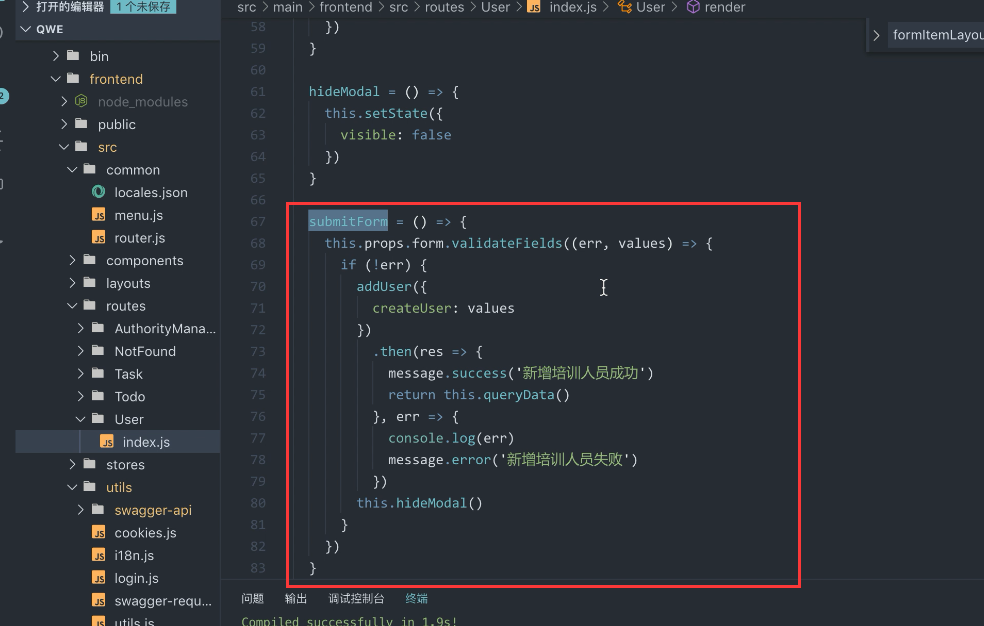 打开的编辑器 1 个未保存
QWE
bin
frontend
node_modules
public
src
common
locales.json
menu.js
router.js
components
layouts
routes
AuthorityMana...
NotFound
Task
Todo
User
index.js
stores
utils
swagger-api
cookies.js
i18n.js
login.js
swagger-requ...
utils.js
src > main > frontend > src > routes > User > JS index.js > User > render
formItemLayou
58 })
59 }
60
61 hideModal = () => {
62 this.setState({
63 visible: false
64 })
65 }
66
67 submitForm = () => {
68 this.props.form.validateFields((err, values) => {
69 if (!err) {
70 addUser({
71 createUser: values
72 })
73 .then(res => {
74 message.success('新增培训人员成功')
75 return this.queryData()
76 }, err => {
77 console.log(err)
78 message.error('新增培训人员失败')
79 })
80 this.hideModal()
81 }
82 })
83 }
问题 输出 调试控制台 终端
Compiled successfully in 1.9s!